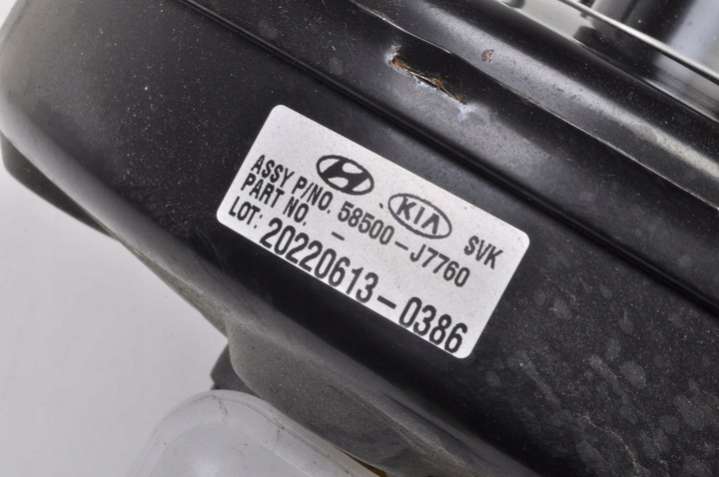 KIA SVK
ASSY P/NO. 58500-J7760
PART NO. -
LOT: 20220613-0386